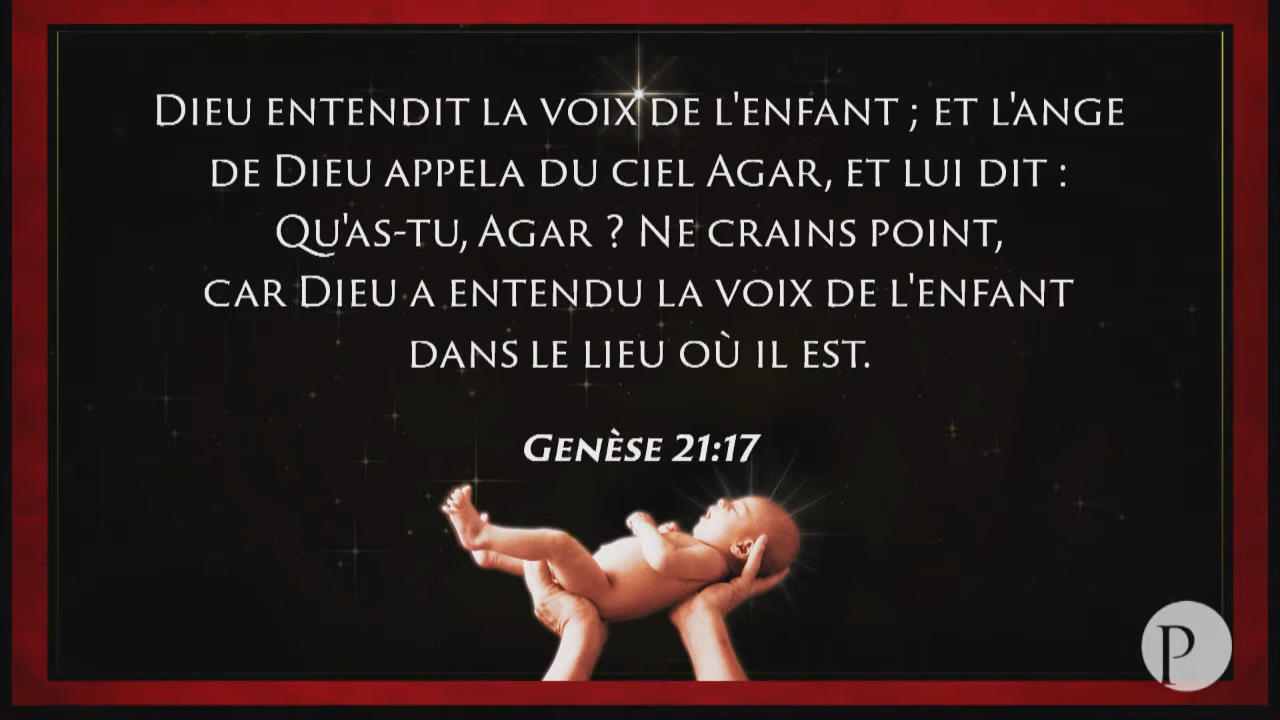 Dieu entendit la voix de l'enfant ; et l'ange
de Dieu appela du ciel Agar, et lui dit :
Qu'as-tu, Agar ? Ne crains point,
car Dieu a entendu la voix de l'enfant
dans le lieu où il est.
Genèse 21:17
P